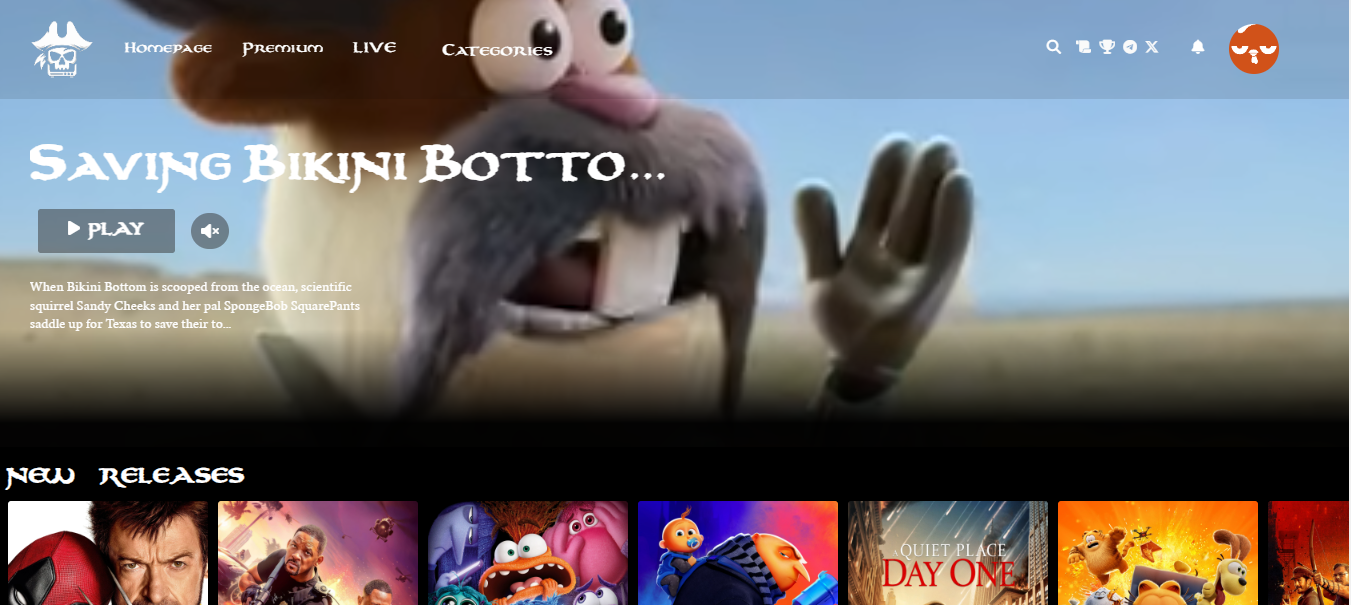 Homepage Premium LIVE Categories
Saving Bikini Botto...
PLAY
When Bikini Bottom is scooped from the ocean, scientific
squirrel Sandy Cheeks and her pal SpongeBob SquarePants
saddle up for Texas to save their to...
NEW RELEASES
A QUIET PLACE
DAY ONE